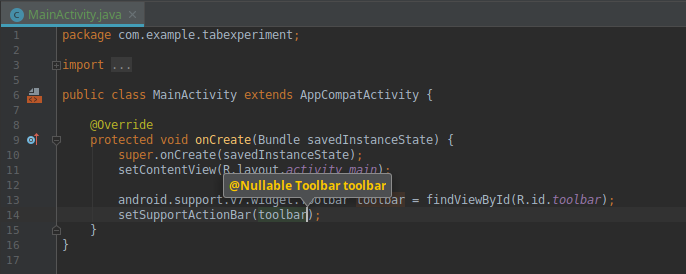 MainActivity.java
1 package com.example.tabexperiment;
2
3 import ...
5
6 public class MainActivity extends AppCompatActivity {
7
8 @Override
9 protected void onCreate(Bundle savedInstanceState) {
10 super.onCreate(savedInstanceState);
11 setContentView(R.layout.activity_main);
12
@Nullable Toolbar toolbar
13 android.support.v7.widget.Toolbar toolbar = findViewById(R.id.toolbar);
14 setSupportActionBar(toolbar);
15 }
16 }
17